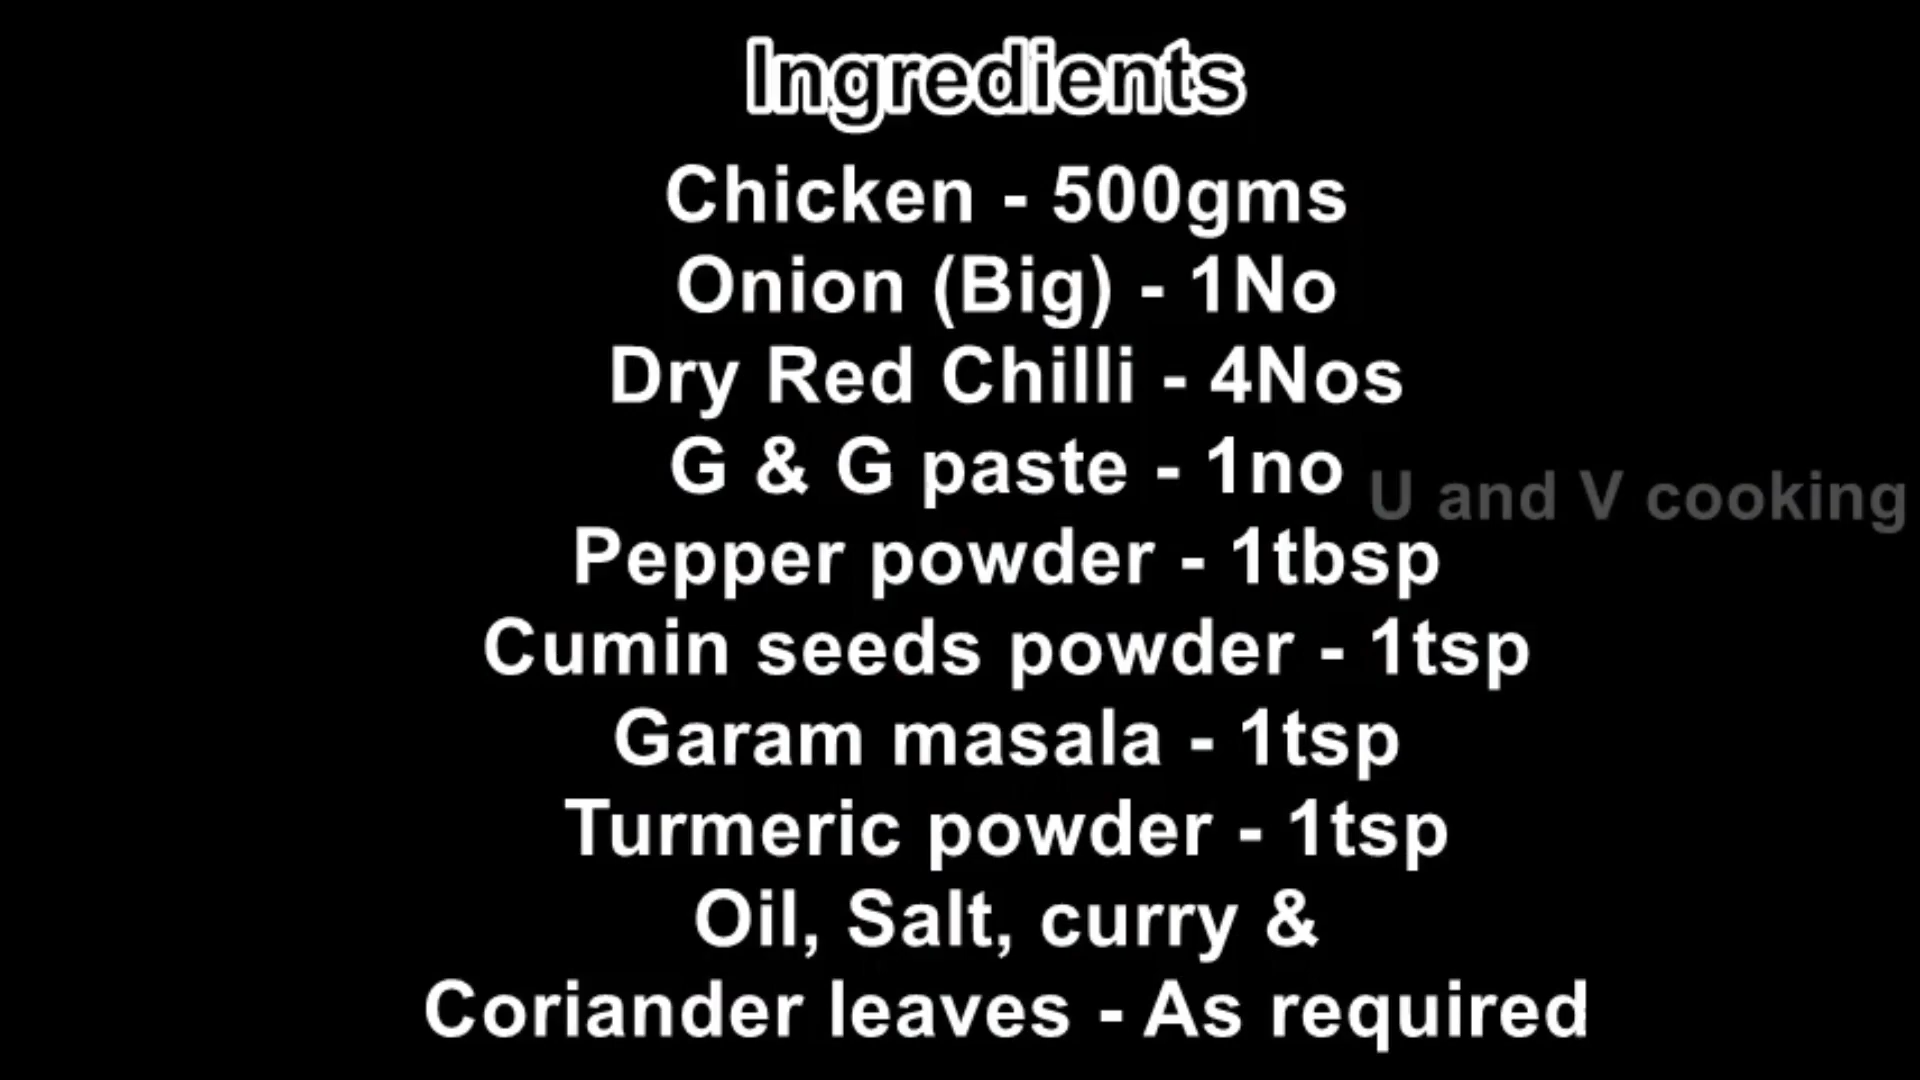 Ingredients
Chicken - 500gms
Onion (Big) - 1No
Dry Red Chilli - 4Nos
G & G paste - 1no
U and V cooking
Pepper powder - 1tbsp
Cumin seeds powder - 1tsp
Garam masala - 1tsp
Turmeric powder - 1tsp
Oil, Salt, curry &
Coriander leaves - As required